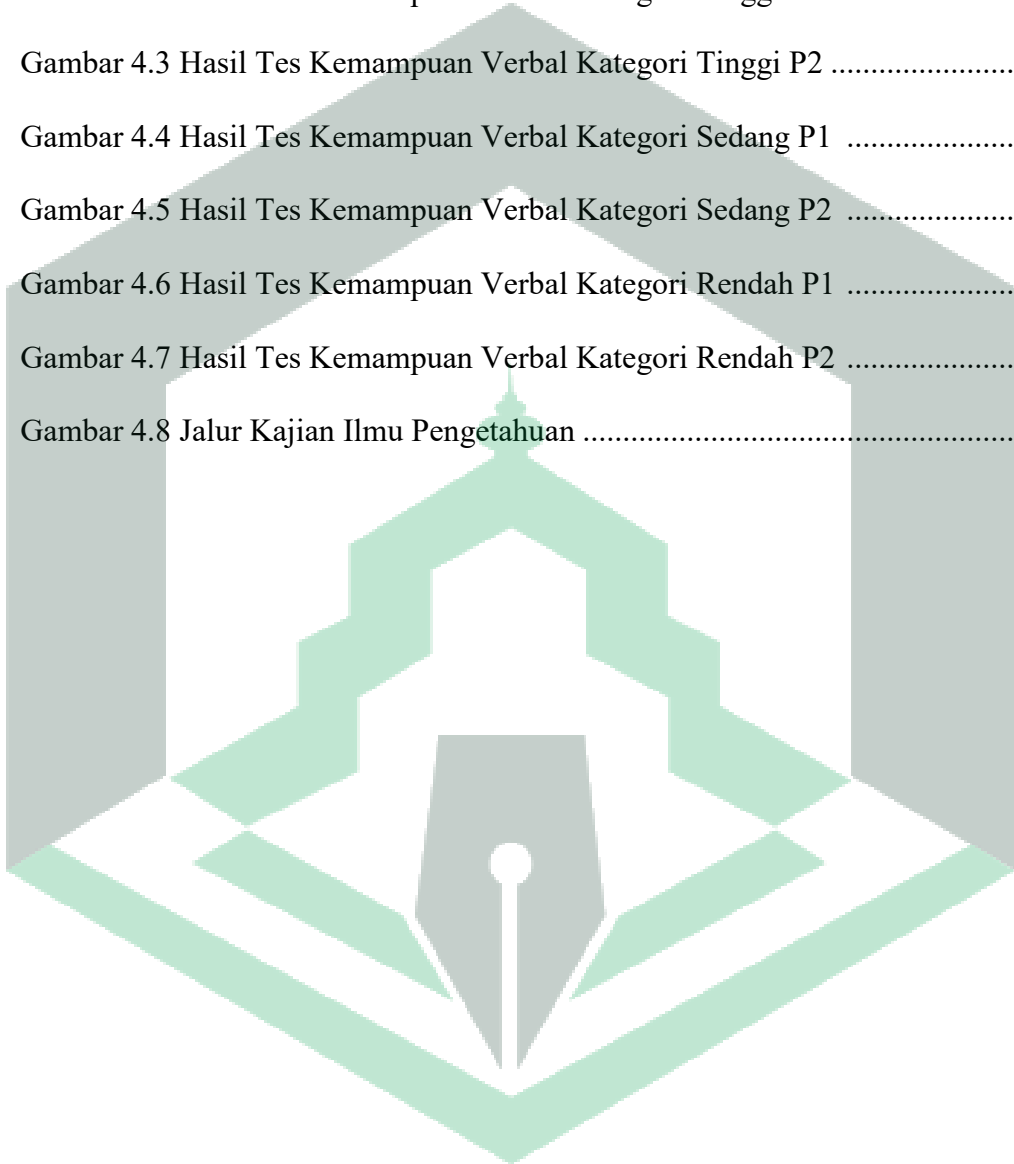 Gambar 4.3 Hasil Tes Kemampuan Verbal Kategori Tinggi P2 .......................
Gambar 4.4 Hasil Tes Kemampuan Verbal Kategori Sedang P1 .....................
Gambar 4.5 Hasil Tes Kemampuan Verbal Kategori Sedang P2 .....................
Gambar 4.6 Hasil Tes Kemampuan Verbal Kategori Rendah P1 .....................
Gambar 4.7 Hasil Tes Kemampuan Verbal Kategori Rendah P2 .....................
Gambar 4.8 Jalur Kajian Ilmu Pengetahuan ......................................................